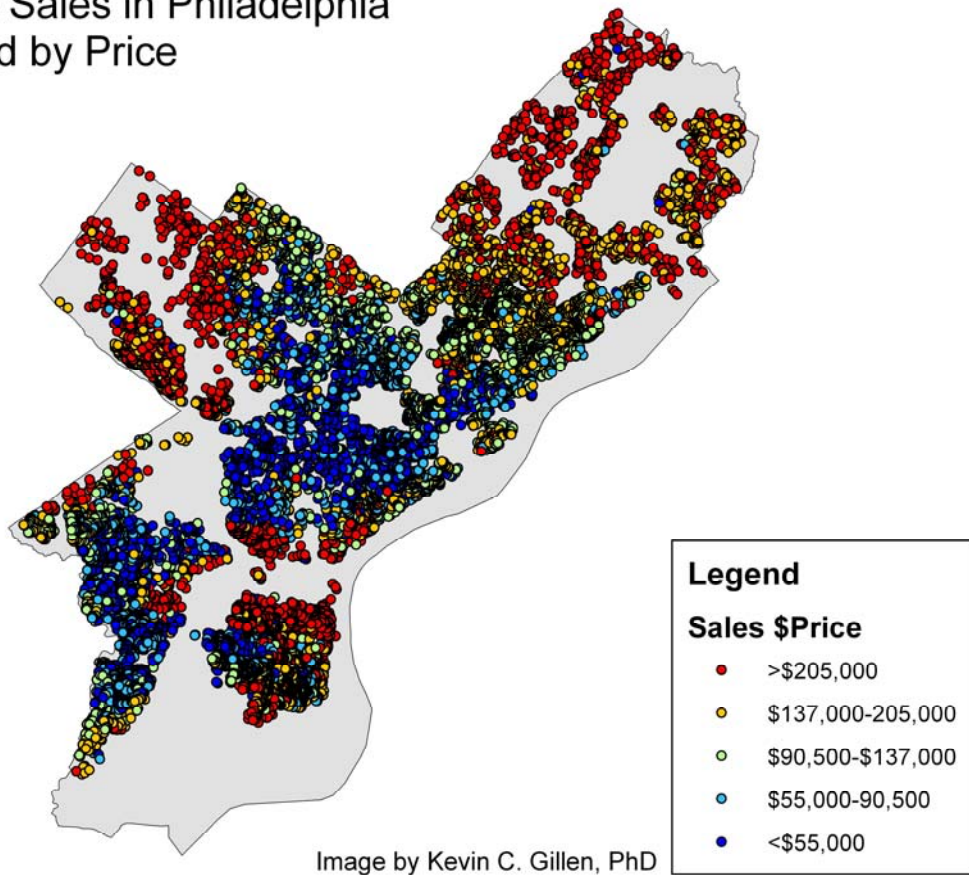 Sales in Philadelphia
d by Price
Legend
Sales $Price
>$205,000
$137,000-205,000
$90,500-$137,000
$55,000-90,500
<$55,000
Image by Kevin C. Gillen, PhD